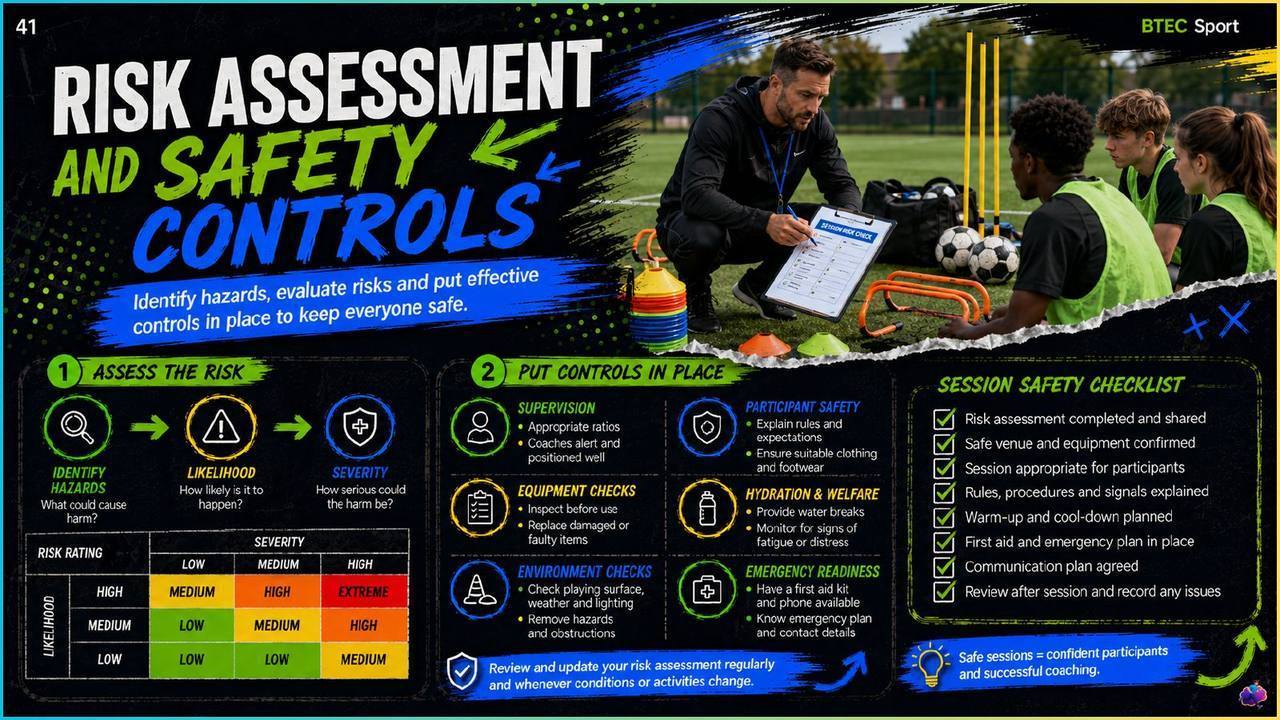 41
BTEC Sport
RISK ASSESSMENT
AND SAFETY
CONTROLS
Identify hazards, evaluate risks and put effective
controls in place to keep everyone safe.
SESSION RISK CHECK
1 ASSESS THE RISK
IDENTIFY
HAZARDS
What could cause
harm?
LIKELIHOOD
How likely is it to
happen?
SEVERITY
How serious could
the harm be?
RISK RATING
SEVERITY
LOW MEDIUM HIGH
LIKELIHOOD
HIGH MEDIUM HIGH EXTREME
MEDIUM LOW MEDIUM HIGH
LOW LOW LOW MEDIUM
2 PUT CONTROLS IN PLACE
SUPERVISION
• Appropriate ratios
• Coaches alert and
positioned well
PARTICIPANT SAFETY
• Explain rules and
expectations
• Ensure suitable clothing
and footwear
EQUIPMENT CHECKS
• Inspect before use
• Replace damaged or
faulty items
HYDRATION & WELFARE
• Provide water breaks
• Monitor for signs of
fatigue or distress
ENVIRONMENT CHECKS
• Check playing surface,
weather and lighting
• Remove hazards
and obstructions
EMERGENCY READINESS
• Have a first aid kit
and phone available
• Know emergency plan
and contact details
Review and update your risk assessment regularly
and whenever conditions or activities change.
SESSION SAFETY CHECKLIST
Risk assessment completed and shared
Safe venue and equipment confirmed
Session appropriate for participants
Rules, procedures and signals explained
Warm-up and cool-down planned
First aid and emergency plan in place
Communication plan agreed
Review after session and record any issues
Safe sessions = confident participants
and successful coaching.